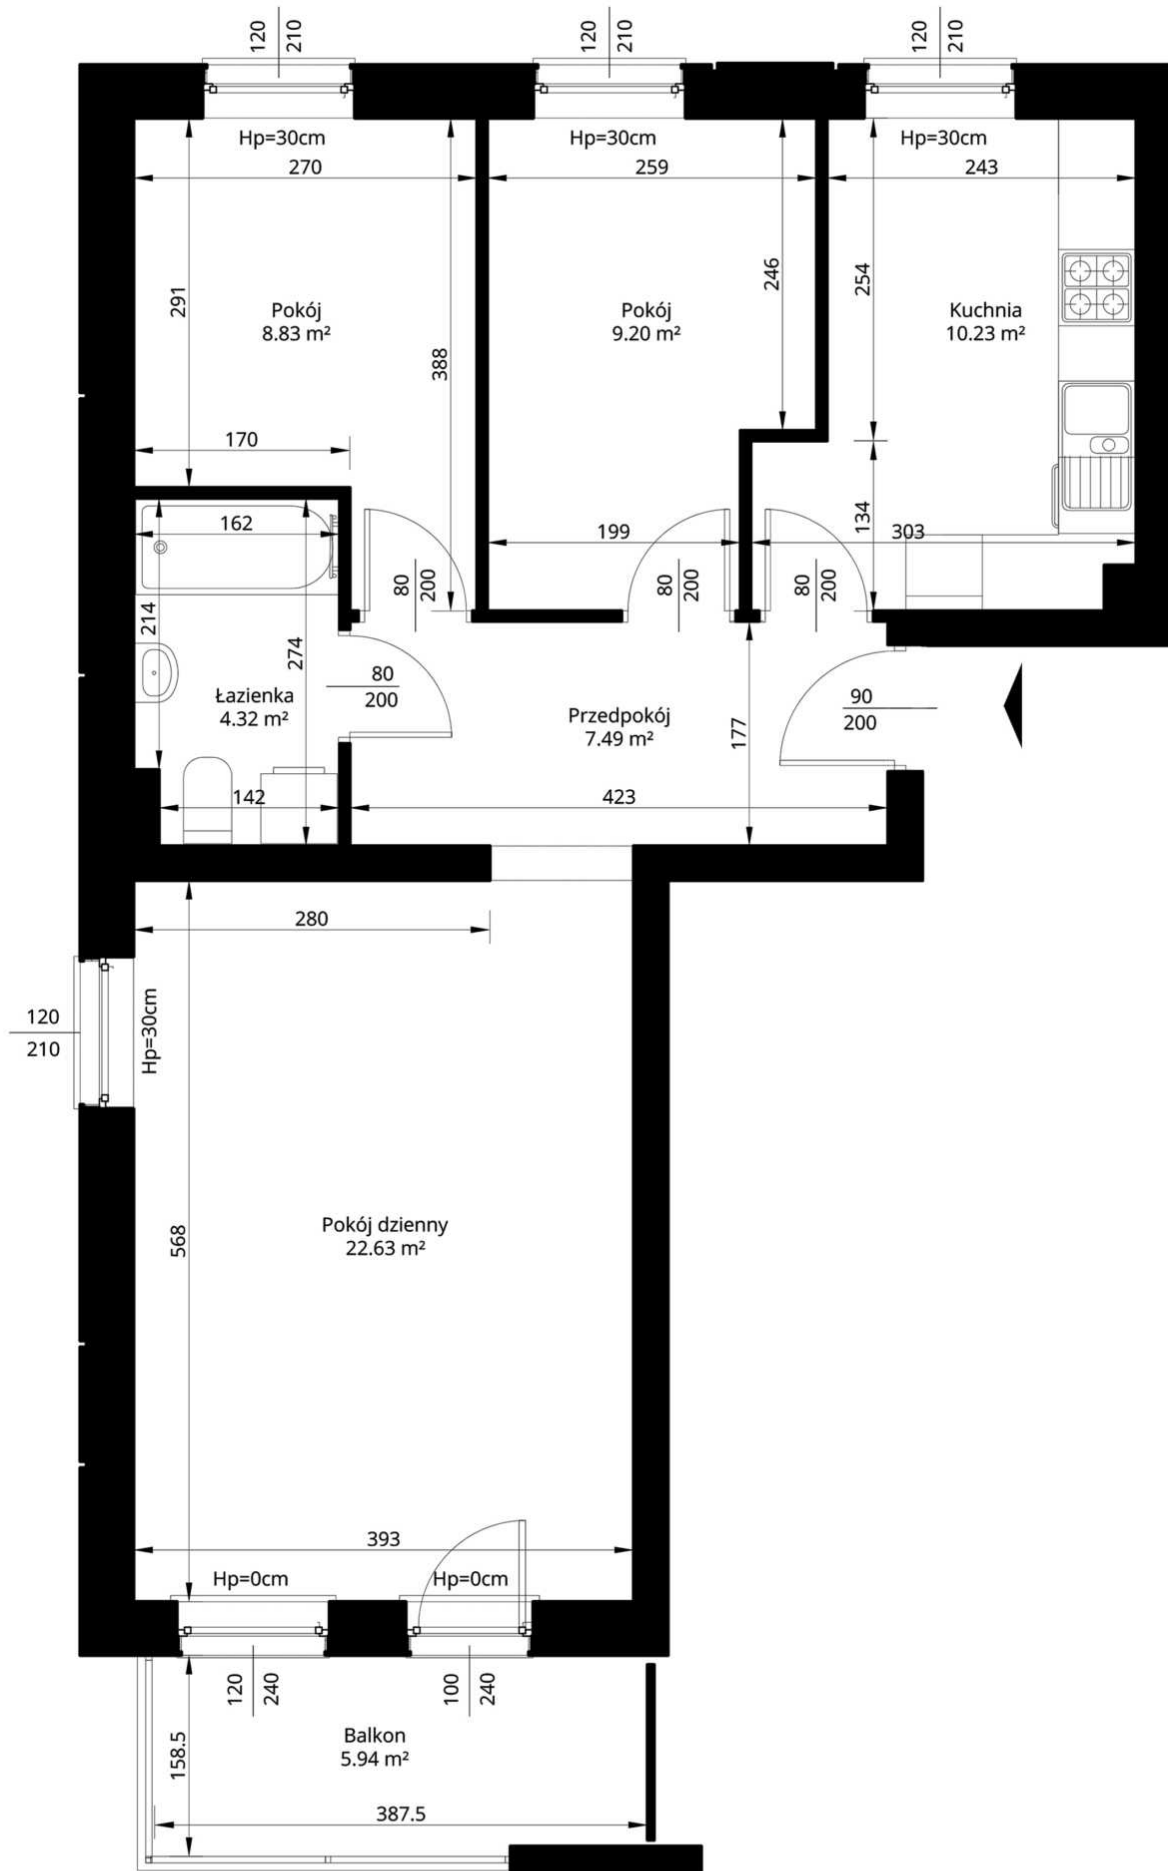 120
210
120
210
120
210
Hp=30cm
Hp=30cm
Hp=30cm
270
259
243
291
388
246
254
Pokój
8.83 m²
Pokój
9.20 m²
Kuchnia
10.23 m²
170
162
199
134
303
80
200
80
200
80
200
214
274
Łazienka
4.32 m²
80
200
Przedpokój
7.49 m²
177
90
200
142
423
280
120
210
Hp=30cm
568
Pokój dzienny
22.63 m²
393
Hp=0cm
Hp=0cm
120
240
100
240
158.5
Balkon
5.94 m²
387.5